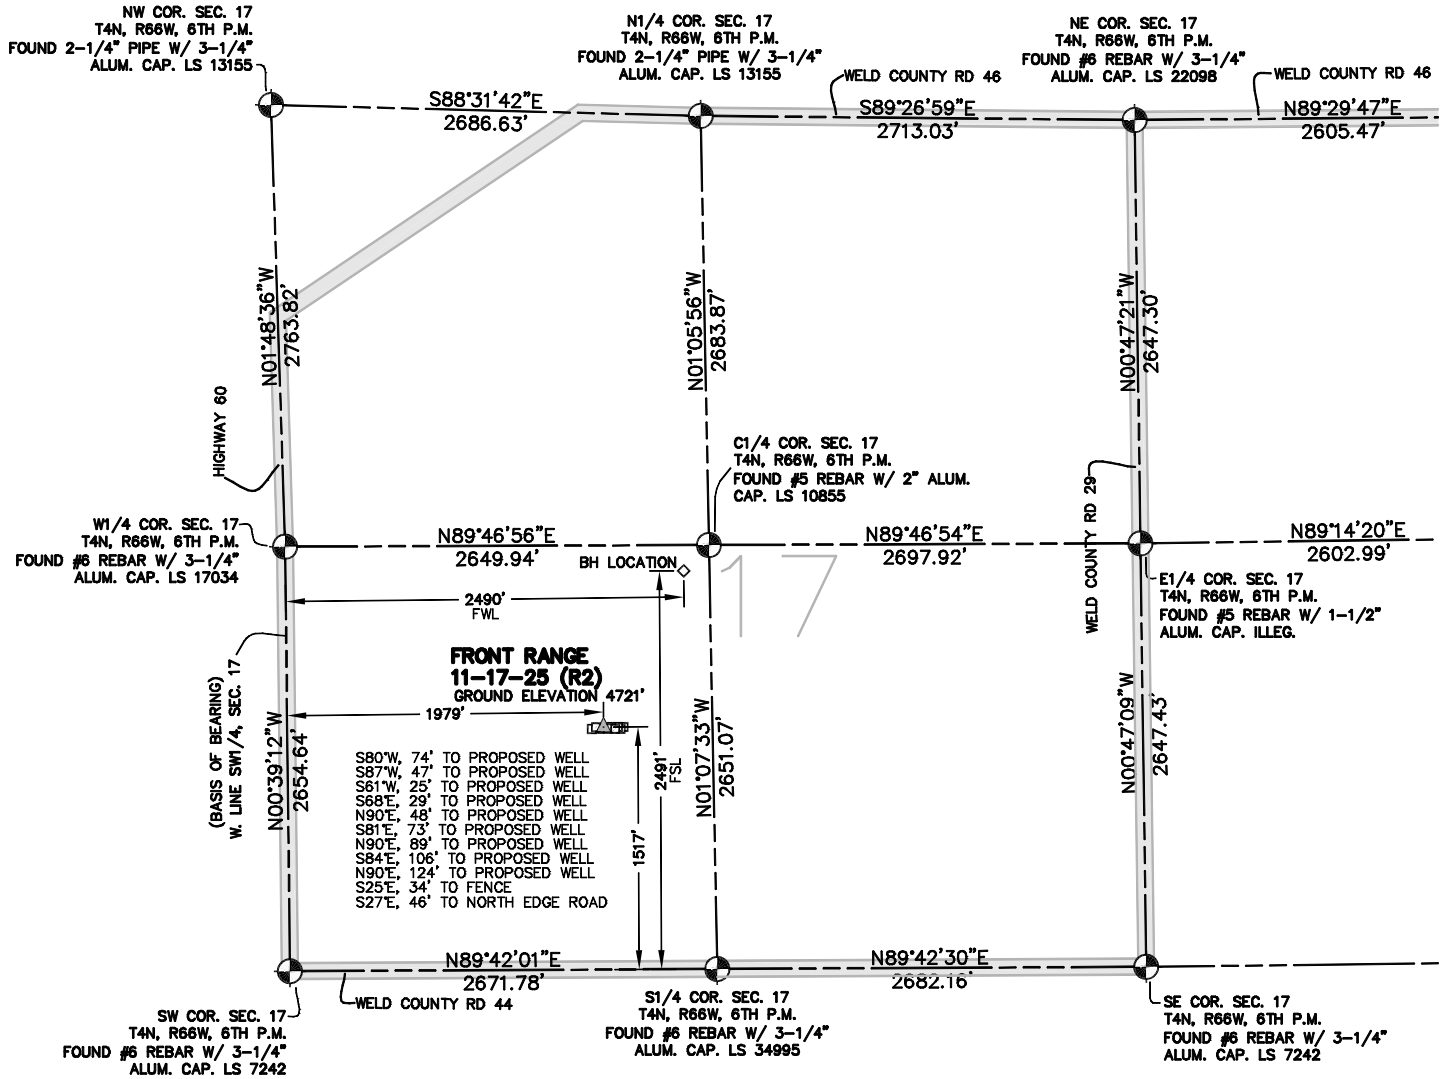 NW COR. SEC. 17
T4N, R66W, 6TH P.M.
FOUND 2-1/4" PIPE W/ 3-1/4"
ALUM. CAP. LS 13155
N1/4 COR. SEC. 17
T4N, R66W, 6TH P.M.
FOUND 2-1/4" PIPE W/ 3-1/4"
ALUM. CAP. LS 13155
NE COR. SEC. 17
T4N, R66W, 6TH P.M.
FOUND #6 REBAR W/ 3-1/4"
ALUM. CAP. LS 22098
WELD COUNTY RD 46
WELD COUNTY RD 46
S88°31'42"E
2686.63'
S89°26'59"E
2713.03'
N89°29'47"E
2605.47'
N01°48'36"W
2763.82'
N01°05'56"W
2683.87'
N00°47'21"W
2647.30'
HIGHWAY 60
C1/4 COR. SEC. 17
T4N, R66W, 6TH P.M.
FOUND #5 REBAR W/ 2" ALUM.
CAP. LS 10855
WELD COUNTY RD 29
W1/4 COR. SEC. 17
T4N, R66W, 6TH P.M.
FOUND #6 REBAR W/ 3-1/4"
ALUM. CAP. LS 17034
N89°46'56"E
2649.94'
N89°46'54"E
2697.92'
N89°14'20"E
2602.99'
BH LOCATION
17
E1/4 COR. SEC. 17
T4N, R66W, 6TH P.M.
FOUND #5 REBAR W/ 1-1/2"
ALUM. CAP. ILLEG.
2490'
FWL
FRONT RANGE
11-17-25 (R2)
GROUND ELEVATION 4721'
1979'
(BASIS OF BEARING)
W. LINE SW1/4, SEC. 17
N00°39'12"W
2654.64'
S80°W, 74' TO PROPOSED WELL
S87°W, 47' TO PROPOSED WELL
S61°W, 25' TO PROPOSED WELL
S68°E, 29' TO PROPOSED WELL
N90°E, 48' TO PROPOSED WELL
S81°E, 73' TO PROPOSED WELL
N90°E, 89' TO PROPOSED WELL
S84°E, 106' TO PROPOSED WELL
N90°E, 124' TO PROPOSED WELL
S25°E, 34' TO FENCE
S27°E, 46' TO NORTH EDGE ROAD
1517'
2491'
FSL
N01°07'33"W
2651.07'
N00°47'09"W
2647.43'
N89°42'01"E
2671.78'
N89°42'30"E
2682.16'
WELD COUNTY RD 44
SW COR. SEC. 17
T4N, R66W, 6TH P.M.
FOUND #6 REBAR W/ 3-1/4"
ALUM. CAP. LS 7242
S1/4 COR. SEC. 17
T4N, R66W, 6TH P.M.
FOUND #6 REBAR W/ 3-1/4"
ALUM. CAP. LS 34995
SE COR. SEC. 17
T4N, R66W, 6TH P.M.
FOUND #6 REBAR W/ 3-1/4"
ALUM. CAP. LS 7242